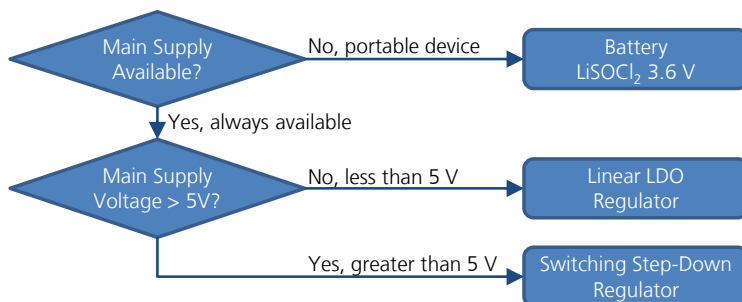 Main Supply
Available?
No, portable device
Battery
LiSOCl₂ 3.6 V
Yes, always available
Main Supply
Voltage > 5V?
No, less than 5 V
Linear LDO
Regulator
Yes, greater than 5 V
Switching Step-Down
Regulator